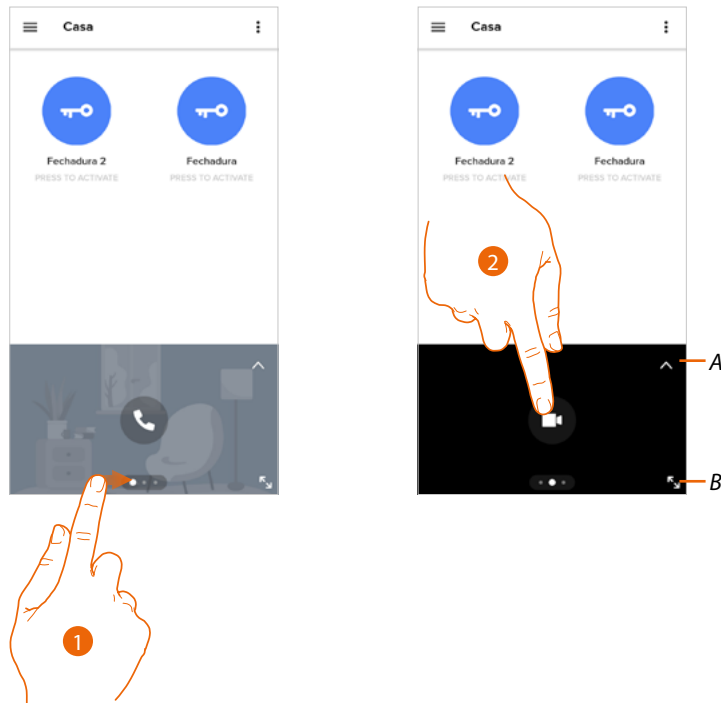 Casa
Fechadura 2
PRESS TO ACTIVATE
Fechadura
PRESS TO ACTIVATE
1
Casa
Fechadura 2
PRESS TO ACTIVATE
Fechadura
PRESS TO ACTIVATE
2
A
B